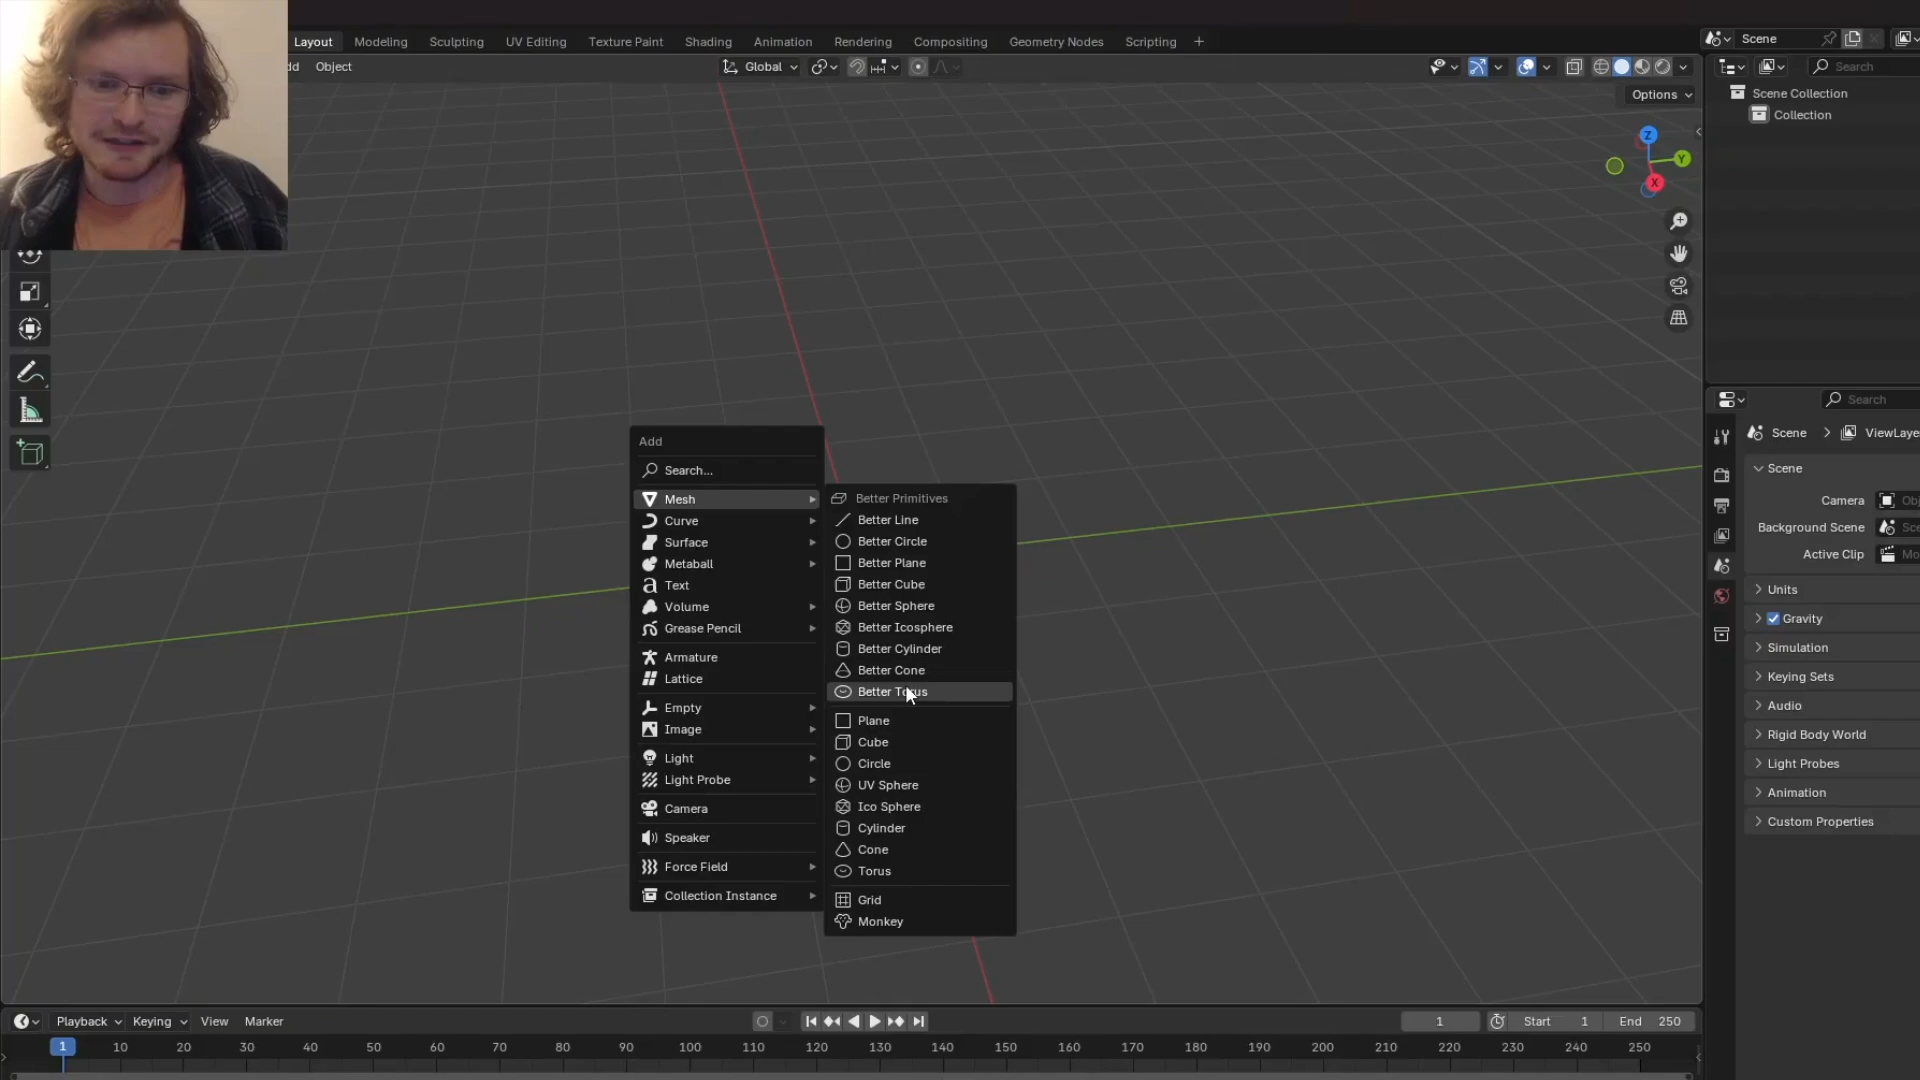 Layout
Modeling
Sculpting
UV Editing
Texture Paint
Shading
Animation
Rendering
Compositing
Geometry Nodes
Scripting
+
Scene
dd
Object
Global
Search
Options
Scene Collection
Collection
Z
Y
X
Add
Search...
Mesh
Curve
Surface
Metaball
Text
Volume
Grease Pencil
Armature
Lattice
Empty
Image
Light
Light Probe
Camera
Speaker
Force Field
Collection Instance
Better Primitives
Better Line
Better Circle
Better Plane
Better Cube
Better Sphere
Better Icosphere
Better Cylinder
Better Cone
Better Torus
Plane
Cube
Circle
UV Sphere
Ico Sphere
Cylinder
Cone
Torus
Grid
Monkey
Search
Scene > ViewLaye
Scene
Camera Obj
Background Scene Sce
Active Clip Mo
Units
Gravity
Simulation
Keying Sets
Audio
Rigid Body World
Light Probes
Animation
Custom Properties
Playback Keying View Marker
1
Start 1
End 250
1 10 20 30 40 50 60 70 80 90 100 110 120 130 140 150 160 170 180 190 200 210 220 230 240 250